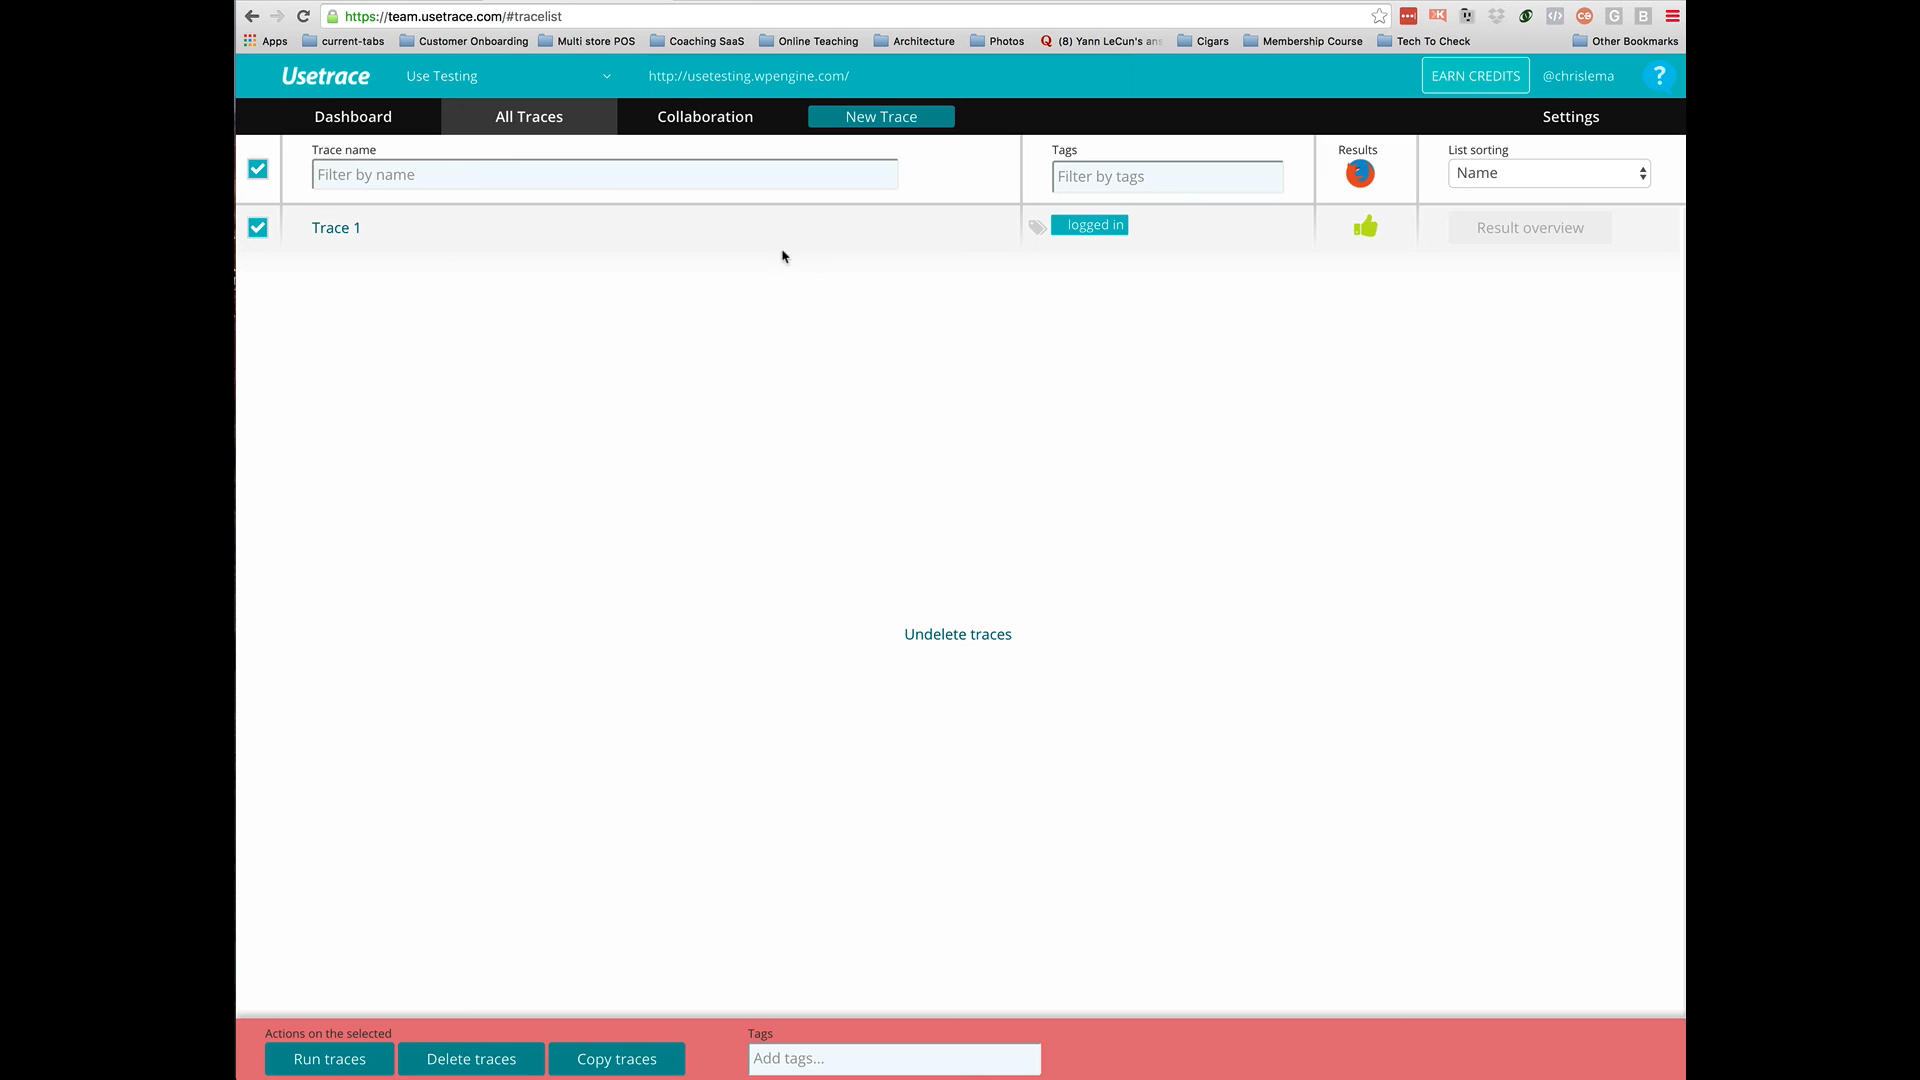 https://team.usetrace.com/#tracelist
Apps current-tabs Customer Onboarding Multi store POS Coaching SaaS Online Teaching Architecture Photos Q (8) Yann LeCun's an Cigars Membership Course Tech To Check Other Bookmarks
Usetrace Use Testing http://usetesting.wpengine.com/ EARN CREDITS @chrislema ?
Dashboard All Traces Collaboration New Trace Settings
Trace name Tags Results List sorting
Filter by name Filter by tags Name
Trace 1 logged in Result overview
Undelete traces
Actions on the selected Tags
Run traces Delete traces Copy traces Add tags...